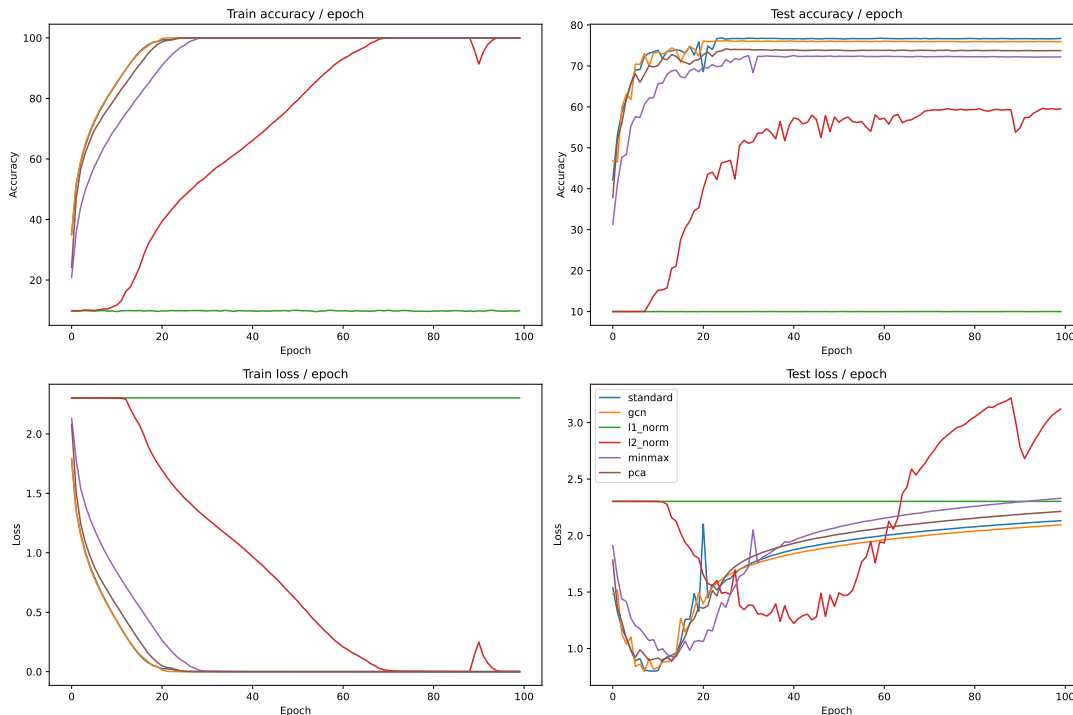 Train accuracy / epoch
Accuracy
100
80
60
40
20
0 20 40 60 80 100
Epoch
Test accuracy / epoch
Accuracy
80
70
60
50
40
30
20
10
0 20 40 60 80 100
Epoch
Train loss / epoch
Loss
2.0
1.5
1.0
0.5
0.0
0 20 40 60 80 100
Epoch
Test loss / epoch
Loss
3.0
2.5
2.0
1.5
1.0
standard
gcn
l1_norm
l2_norm
minmax
pca
0 20 40 60 80 100
Epoch